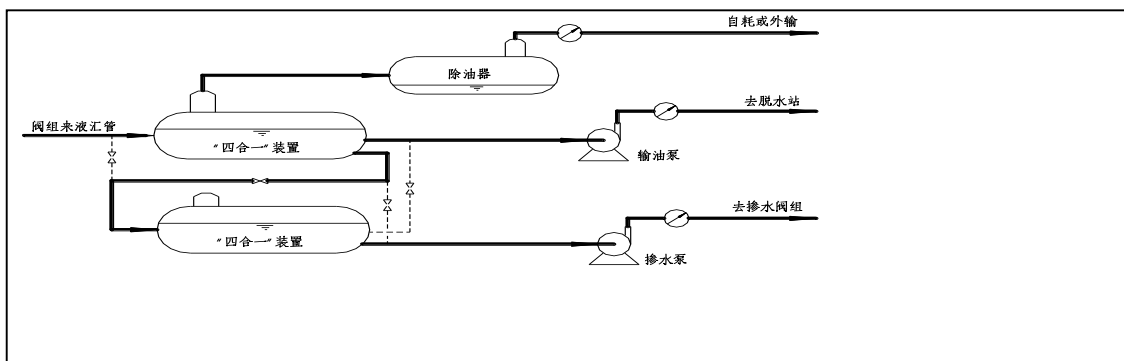 自耗或外输
除油器
去脱水站
阀组来液汇管
"四合一"装置
输油泵
去掺水阀组
"四合一"装置
掺水泵